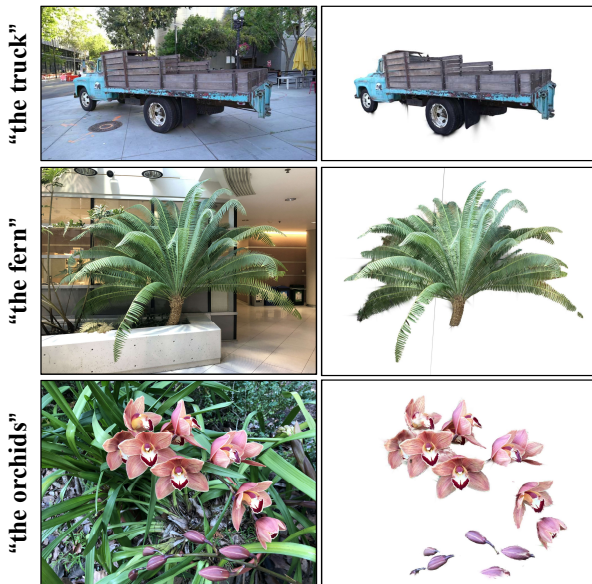 “the truck”
“the fern”
“the orchids”